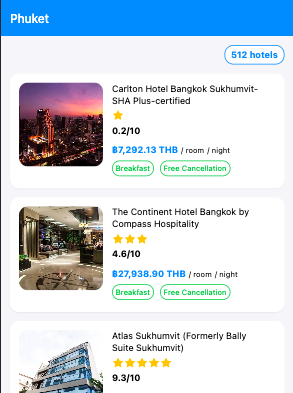 Phuket
512 hotels
Carlton Hotel Bangkok Sukhumvit-
SHA Plus-certified
0.2/10
฿7,292.13 THB / room / night
Breakfast Free Cancellation
The Continent Hotel Bangkok by
Compass Hospitality
4.6/10
฿27,938.90 THB / room / night
Breakfast Free Cancellation
Atlas Sukhumvit (Formerly Bally
Suite Sukhumvit)
9.3/10